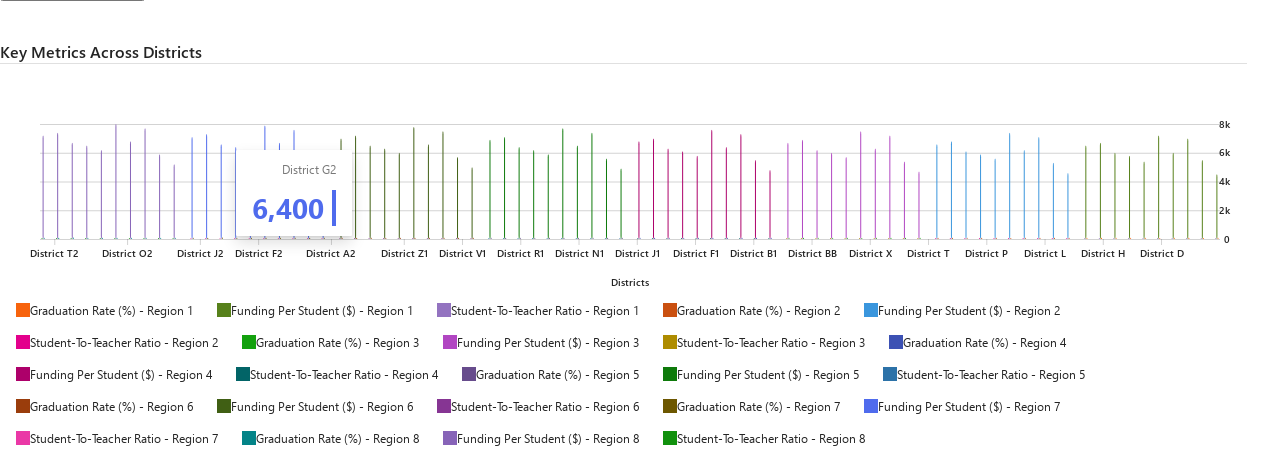 Key Metrics Across Districts
8k
6k
4k
2k
0
District G2
6,400
District T2 District O2 District J2 District F2 District A2 District Z1 District V1 District R1 District N1 District J1 District F1 District B1 District BB District X District T District P District L District H District D
Districts
Graduation Rate (%) - Region 1 Funding Per Student ($) - Region 1 Student-To-Teacher Ratio - Region 1 Graduation Rate (%) - Region 2 Funding Per Student ($) - Region 2
Student-To-Teacher Ratio - Region 2 Graduation Rate (%) - Region 3 Funding Per Student ($) - Region 3 Student-To-Teacher Ratio - Region 3 Graduation Rate (%) - Region 4
Funding Per Student ($) - Region 4 Student-To-Teacher Ratio - Region 4 Graduation Rate (%) - Region 5 Funding Per Student ($) - Region 5 Student-To-Teacher Ratio - Region 5
Graduation Rate (%) - Region 6 Funding Per Student ($) - Region 6 Student-To-Teacher Ratio - Region 6 Graduation Rate (%) - Region 7 Funding Per Student ($) - Region 7
Student-To-Teacher Ratio - Region 7 Graduation Rate (%) - Region 8 Funding Per Student ($) - Region 8 Student-To-Teacher Ratio - Region 8